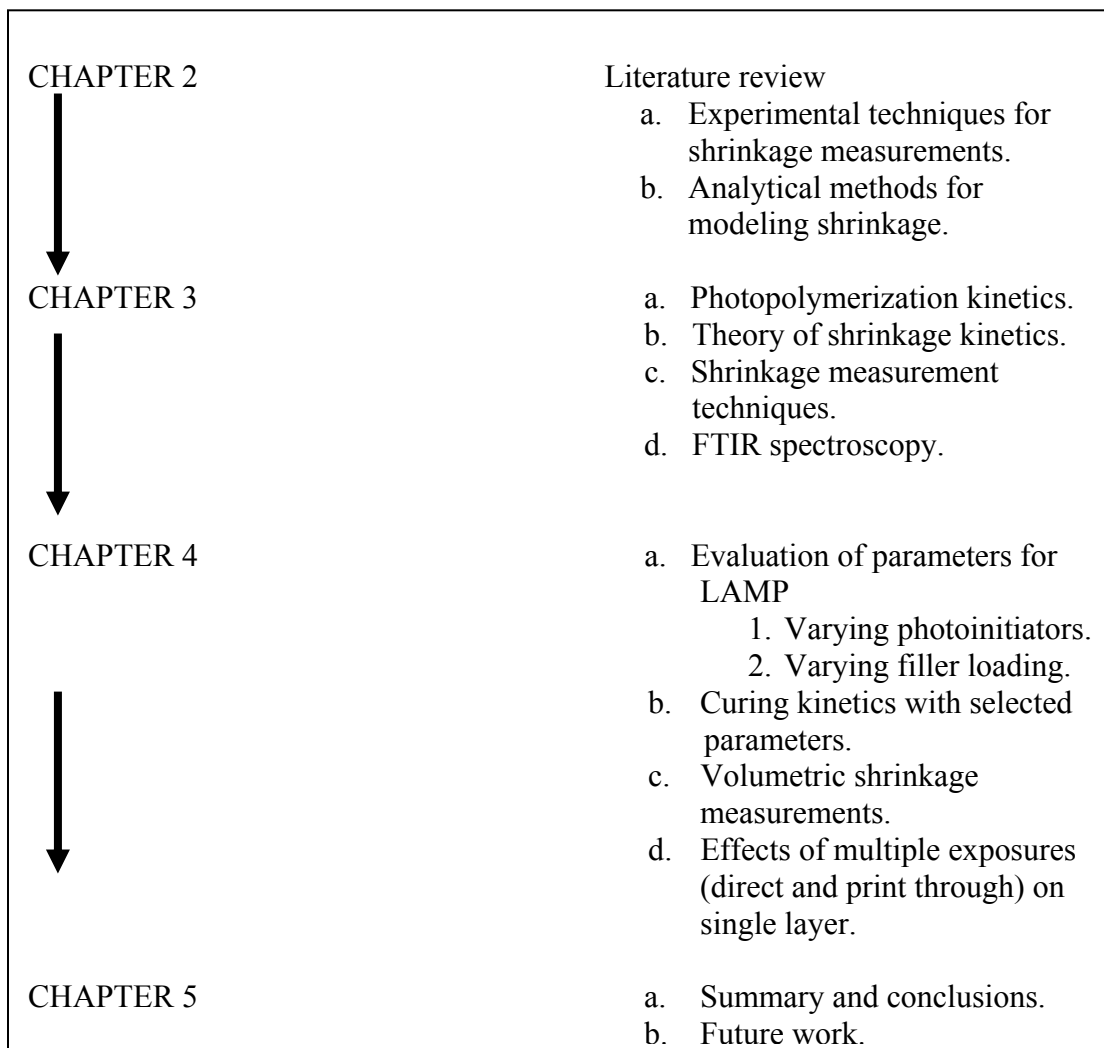 CHAPTER 2 Literature review
a. Experimental techniques for
shrinkage measurements.
b. Analytical methods for
modeling shrinkage.
CHAPTER 3 a. Photopolymerization kinetics.
b. Theory of shrinkage kinetics.
c. Shrinkage measurement
techniques.
d. FTIR spectroscopy.
CHAPTER 4 a. Evaluation of parameters for
LAMP
1. Varying photoinitiators.
2. Varying filler loading.
b. Curing kinetics with selected
parameters.
c. Volumetric shrinkage
measurements.
d. Effects of multiple exposures
(direct and print through) on
single layer.
CHAPTER 5 a. Summary and conclusions.
b. Future work.